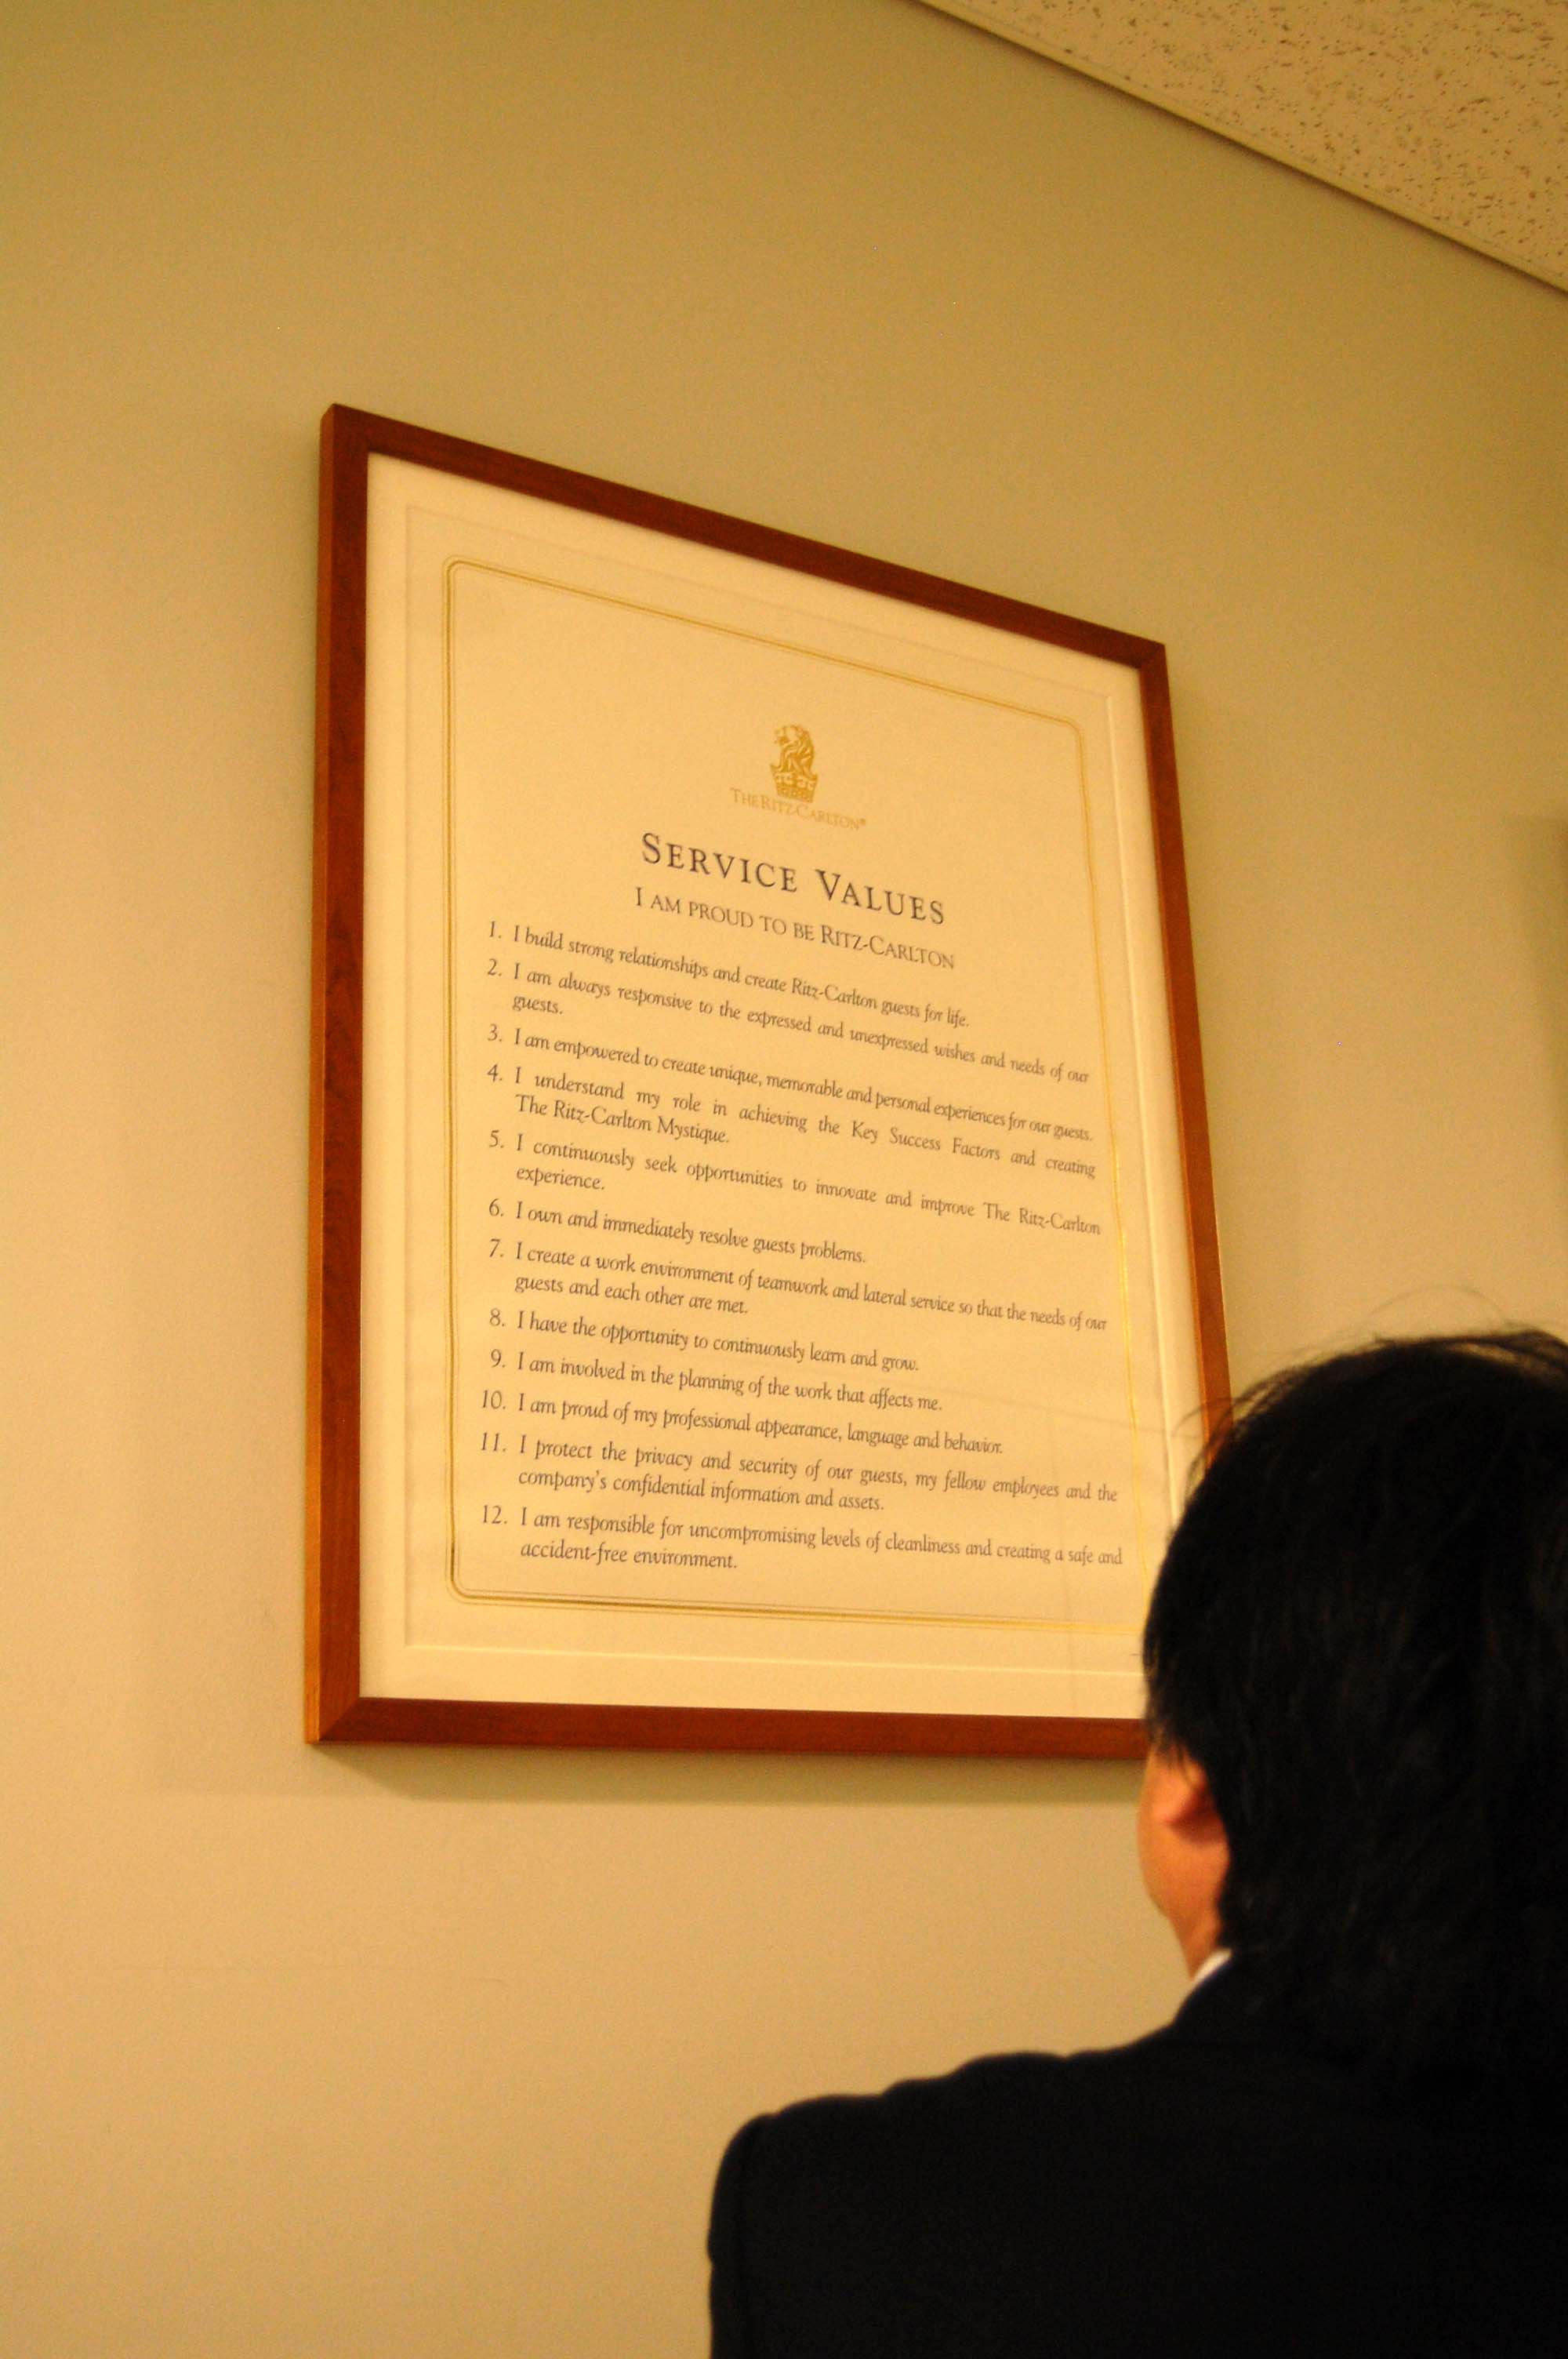 THE RITZ-CARLTON®
SERVICE VALUES
I AM PROUD TO BE RITZ-CARLTON
1. I build strong relationships and create Ritz-Carlton guests for life.
2. I am always responsive to the expressed and unexpressed wishes and needs of our
guests.
3. I am empowered to create unique, memorable and personal experiences for our guests.
4. I understand my role in achieving the Key Success Factors and creating
The Ritz-Carlton Mystique.
5. I continuously seek opportunities to innovate and improve The Ritz-Carlton
experience.
6. I own and immediately resolve guests problems.
7. I create a work environment of teamwork and lateral service so that the needs of our
guests and each other are met.
8. I have the opportunity to continuously learn and grow.
9. I am involved in the planning of the work that affects me.
10. I am proud of my professional appearance, language and behavior.
11. I protect the privacy and security of our guests, my fellow employees and the
company's confidential information and assets.
12. I am responsible for uncompromising levels of cleanliness and creating a safe and
accident-free environment.